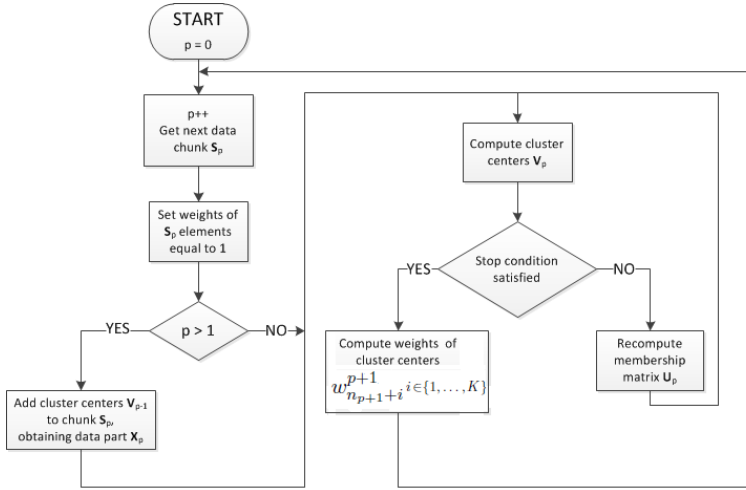 START
p = 0
p++
Get next data
chunk Sₚ
Set weights of
Sₚ elements
equal to 1
p > 1
YES
NO
Add cluster centers Vₚ₋₁
to chunk Sₚ,
obtaining data part Xₚ
Compute cluster
centers Vₚ
Stop condition
satisfied
YES
NO
Compute weights of
cluster centers
w^{p+1}_{n_{p+1}+i} i∈{1,…,K}
Recompute
membership
matrix Uₚ